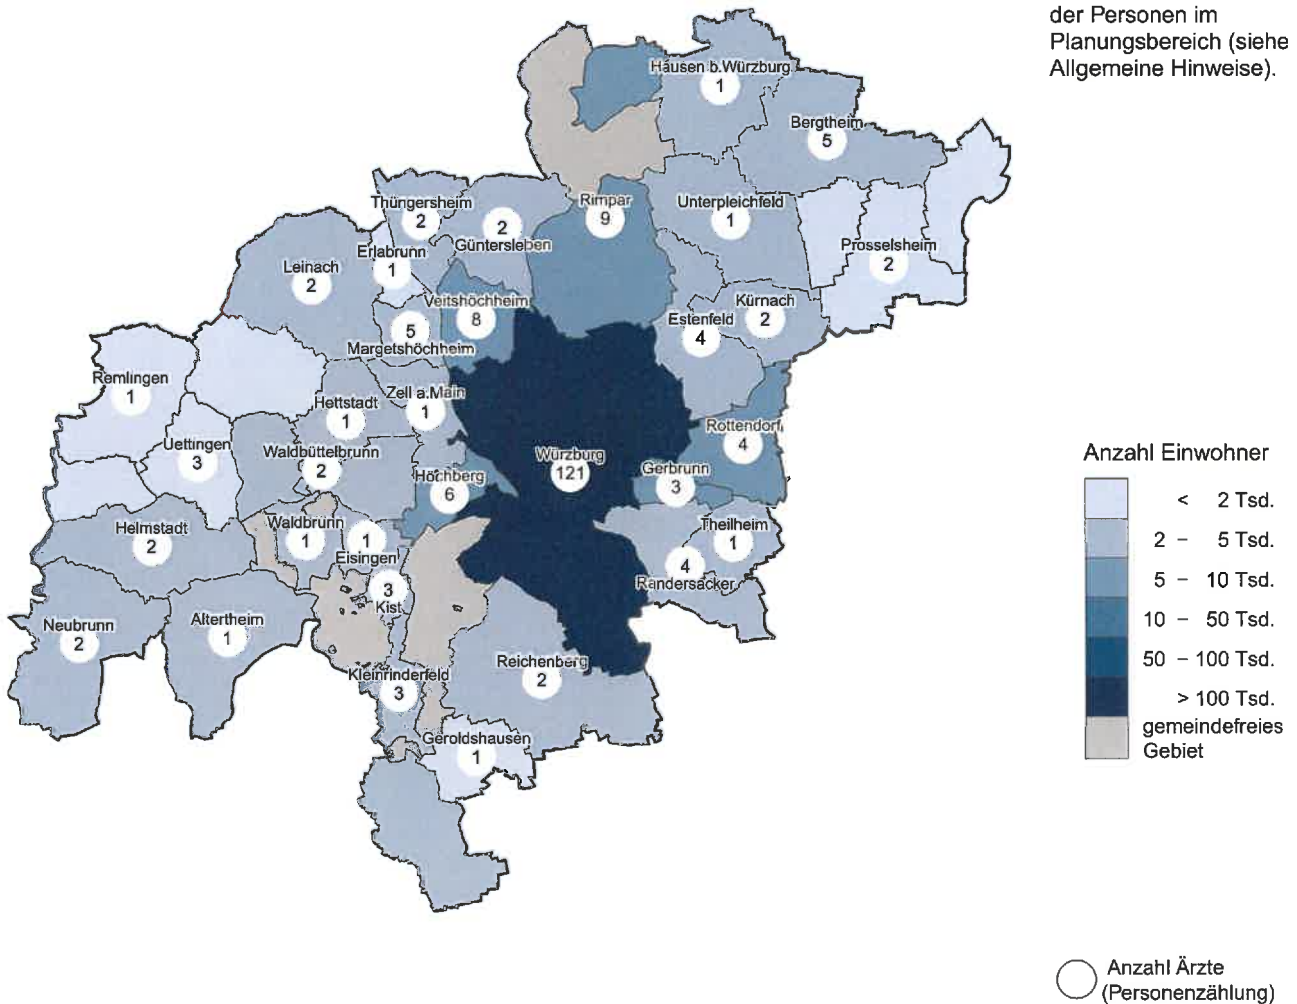 der Personen im
Planungsbereich (siehe
Allgemeine Hinweise).
Hausen b.Würzburg
1
Bergtheim
5
Thüngersheim
2
2
Güntersleben
Rimpar
9
Unterpleichfeld
1
Prosselsheim
2
Erlabrunn
1
Leinach
2
Veitshöchheim
8
Kürnach
2
Estenfeld
4
5
Margetshöchheim
Remlingen
1
Hettstadt
1
Zell a.Main
1
Rottendorf
4
Uettingen
3
Waldbüttelbrunn
2
Höchberg
6
Würzburg
121
Gerbrunn
3
Helmstadt
2
Waldbrunn
1
1
Eisingen
Theilheim
1
4
Randersacker
3
Kist
Neubrunn
2
Altertheim
1
Kleinrinderfeld
3
Reichenberg
2
Geroldshausen
1
Anzahl Einwohner
< 2 Tsd.
2 – 5 Tsd.
5 – 10 Tsd.
10 – 50 Tsd.
50 – 100 Tsd.
> 100 Tsd.
gemeindefreies
Gebiet
Anzahl Ärzte
(Personenzählung)